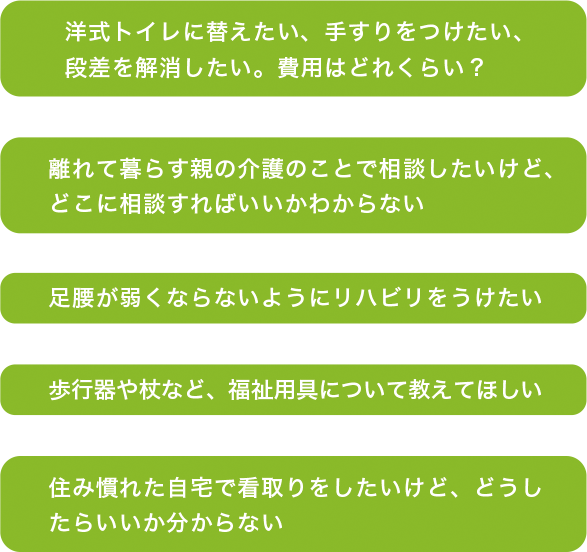 洋式トイレに替えたい、手すりをつけたい、
段差を解消したい。費用はどれくらい？
離れて暮らす親の介護のことで相談したいけど、
どこに相談すればいいかわからない
足腰が弱くならないようにリハビリをうけたい
歩行器や杖など、福祉用具について教えてほしい
住み慣れた自宅で看取りをしたいけど、どうし
たらいいか分からない